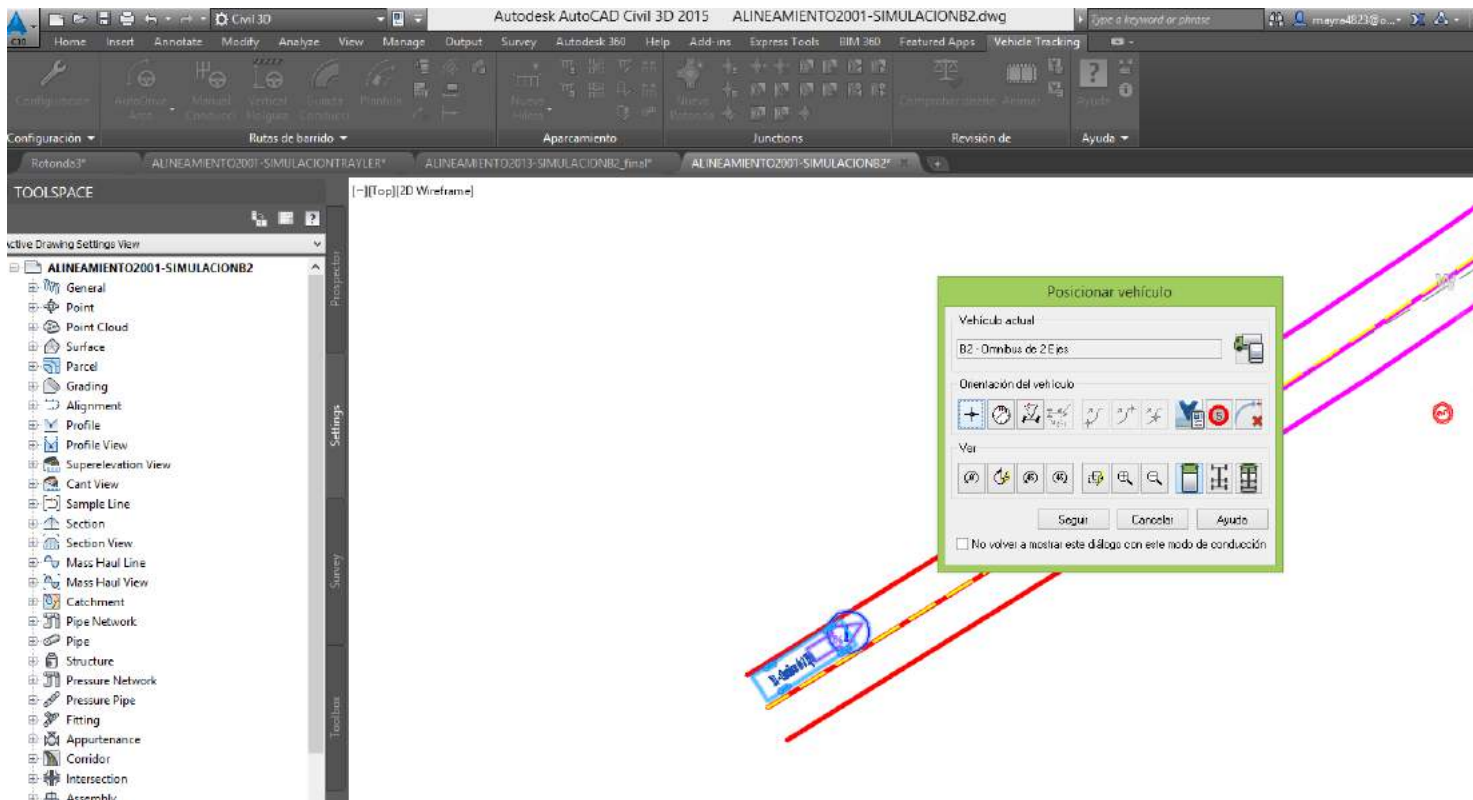 Civil 3D
Autodesk AutoCAD Civil 3D 2015 ALINEAMIENTO2001-SIMULACIONB2.dwg
Type a keyword or phrase
Home Insert Annotate Modify Analyze View Manage Output Survey Autodesk 360 Help Add-ins Express Tools BIM 360 Featured Apps Vehicle Tracking
Ayuda
Configuración Rutas de barrido Aparcamiento Junctions Revisión de Ayuda
Rotonda3* ALINEAMIENTO2001-SIMULACIONTRAYLER* ALINEAMIENTO2013-SIMULACIONB2_final* ALINEAMIENTO2001-SIMULACIONB2*
TOOLSPACE
[−][Top][2D Wireframe]
Active Drawing Settings View
ALINEAMIENTO2001-SIMULACIONB2
General
Point
Point Cloud
Surface
Parcel
Grading
Alignment
Profile
Profile View
Superelevation View
Cant View
Sample Line
Section
Section View
Mass Haul Line
Mass Haul View
Catchment
Pipe Network
Pipe
Structure
Pressure Network
Pressure Pipe
Fitting
Appurtenance
Corridor
Intersection
Assembly
Prospector
Settings
Survey
Toolbox
Posicionar vehículo
Vehículo actual
B2 - Omnibus de 2 Ejes
Orientación del vehículo
Ver
Seguir Cancelar Ayuda
No volver a mostrar este diálogo con este modo de conducción